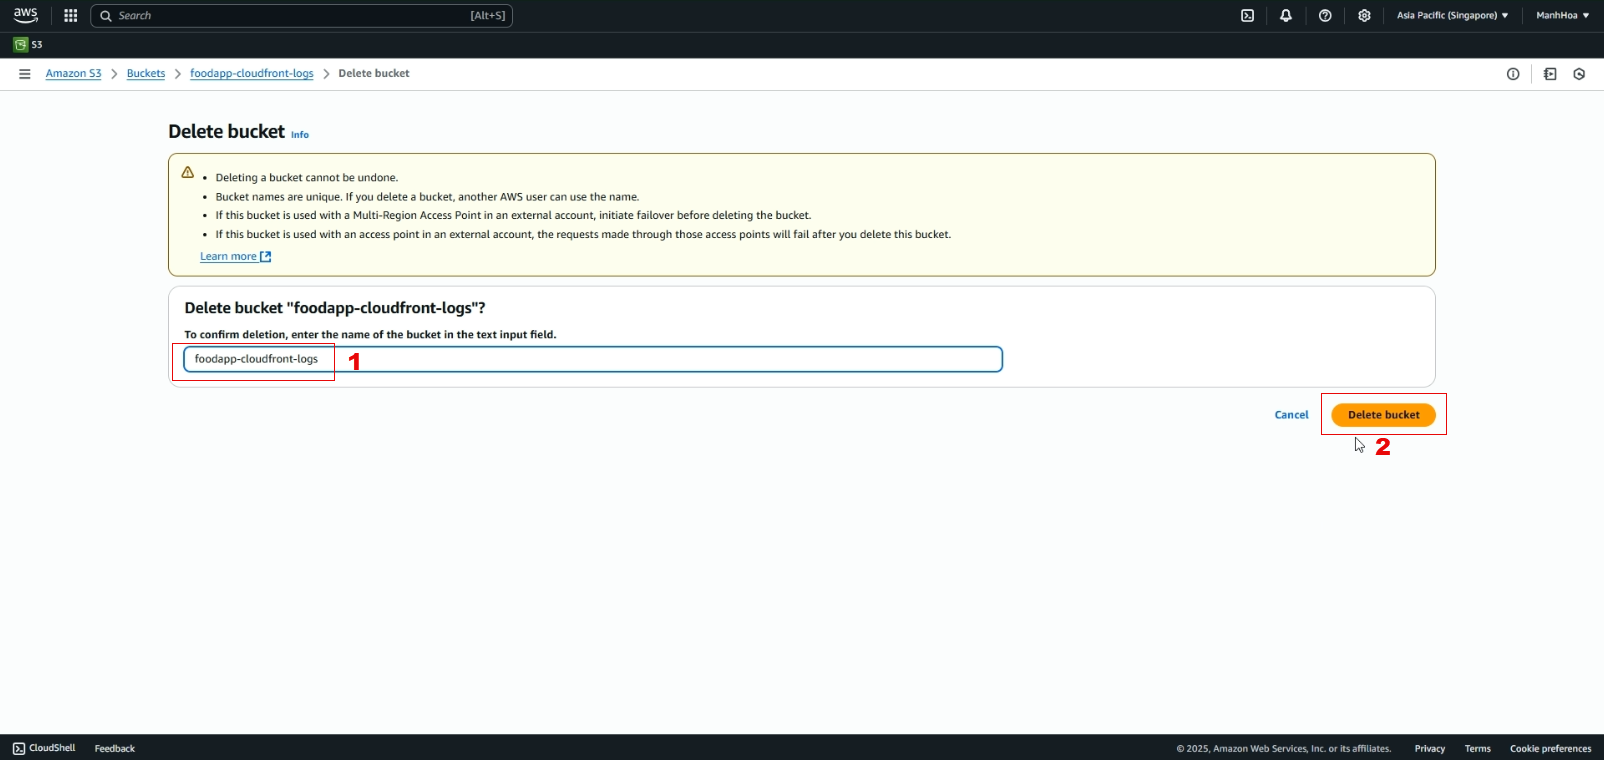 aws
Search [Alt+S]
Asia Pacific (Singapore) ▼
ManhHoa ▼
S3
Amazon S3 > Buckets > foodapp-cloudfront-logs > Delete bucket
Delete bucket Info
• Deleting a bucket cannot be undone.
• Bucket names are unique. If you delete a bucket, another AWS user can use the name.
• If this bucket is used with a Multi-Region Access Point in an external account, initiate failover before deleting the bucket.
• If this bucket is used with an access point in an external account, the requests made through those access points will fail after you delete this bucket.
Learn more
Delete bucket "foodapp-cloudfront-logs"?
To confirm deletion, enter the name of the bucket in the text input field.
foodapp-cloudfront-logs 1
Cancel Delete bucket
2
CloudShell Feedback
© 2025, Amazon Web Services, Inc. or its affiliates. Privacy Terms Cookie preferences